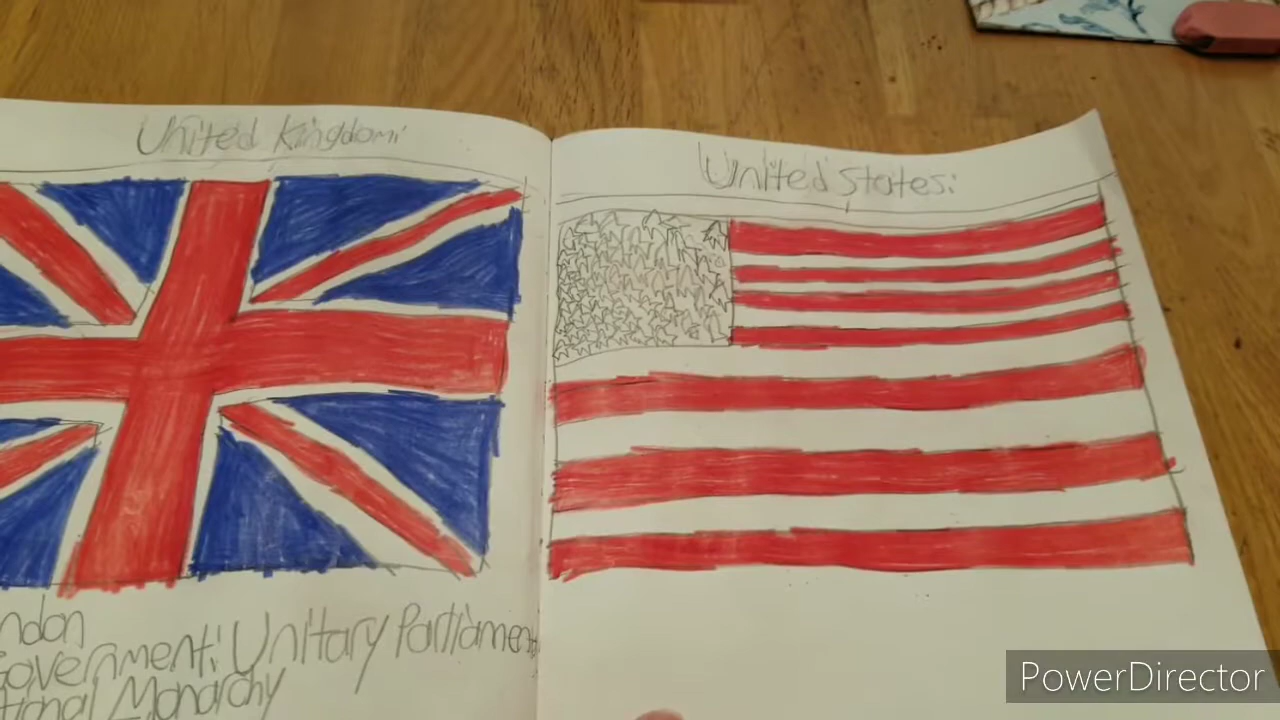 United Kingdom:
United States:
ndon
Government: Unitary Parliament
tional Monarchy
PowerDirector